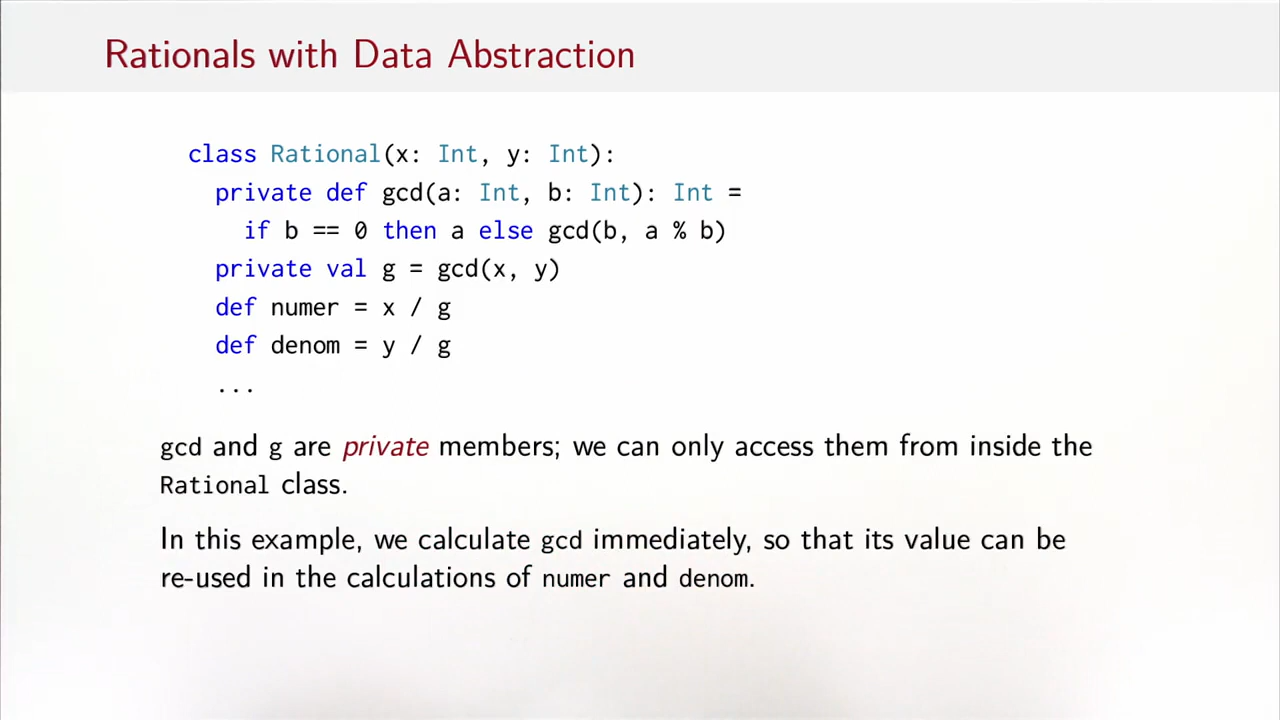 Rationals with Data Abstraction
class Rational(x: Int, y: Int):
private def gcd(a: Int, b: Int): Int =
if b == 0 then a else gcd(b, a % b)
private val g = gcd(x, y)
def numer = x / g
def denom = y / g
...
gcd and g are private members; we can only access them from inside the
Rational class.
In this example, we calculate gcd immediately, so that its value can be
re-used in the calculations of numer and denom.